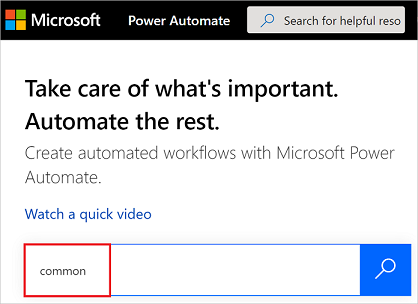 Microsoft Power Automate Search for helpful reso
Take care of what's important.
Automate the rest.
Create automated workflows with Microsoft Power
Automate.
Watch a quick video
common